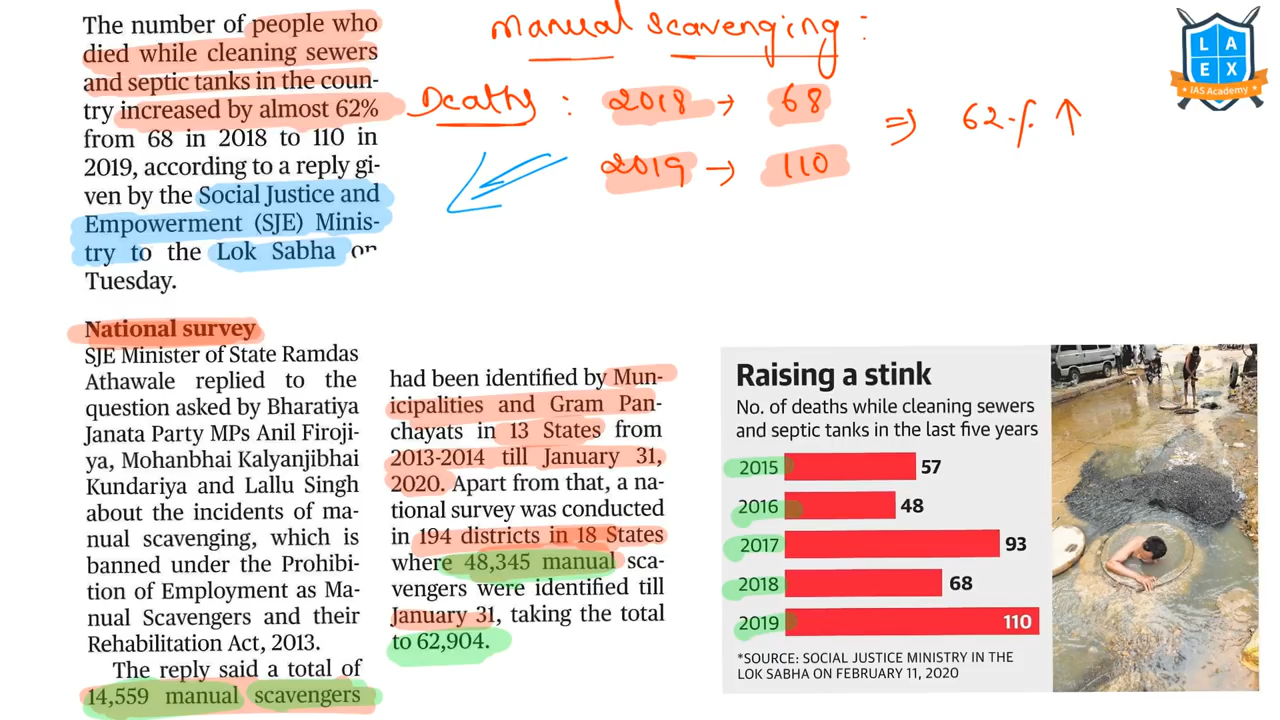 The number of people who
died while cleaning sewers
and septic tanks in the coun-
try increased by almost 62%
from 68 in 2018 to 110 in
2019, according to a reply gi-
ven by the Social Justice and
Empowerment (SJE) Minis-
try to the Lok Sabha on
Tuesday.
Manual Scavenging :
Deaths : 2018 → 68
2019 → 110
⇒ 62% ↑
L A
E X
IAS Academy
National survey
SJE Minister of State Ramdas
Athawale replied to the
question asked by Bharatiya
Janata Party MPs Anil Firoji-
ya, Mohanbhai Kalyanjibhai
Kundariya and Lallu Singh
about the incidents of ma-
nual scavenging, which is
banned under the Prohibi-
tion of Employment as Ma-
nual Scavengers and their
Rehabilitation Act, 2013.
The reply said a total of
14,559 manual scavengers
had been identified by Mun-
icipalities and Gram Pan-
chayats in 13 States from
2013-2014 till January 31,
2020. Apart from that, a na-
tional survey was conducted
in 194 districts in 18 States
where 48,345 manual sca-
vengers were identified till
January 31, taking the total
to 62,904.
Raising a stink
No. of deaths while cleaning sewers
and septic tanks in the last five years
2015 57
2016 48
2017 93
2018 68
2019 110
*SOURCE: SOCIAL JUSTICE MINISTRY IN THE
LOK SABHA ON FEBRUARY 11, 2020